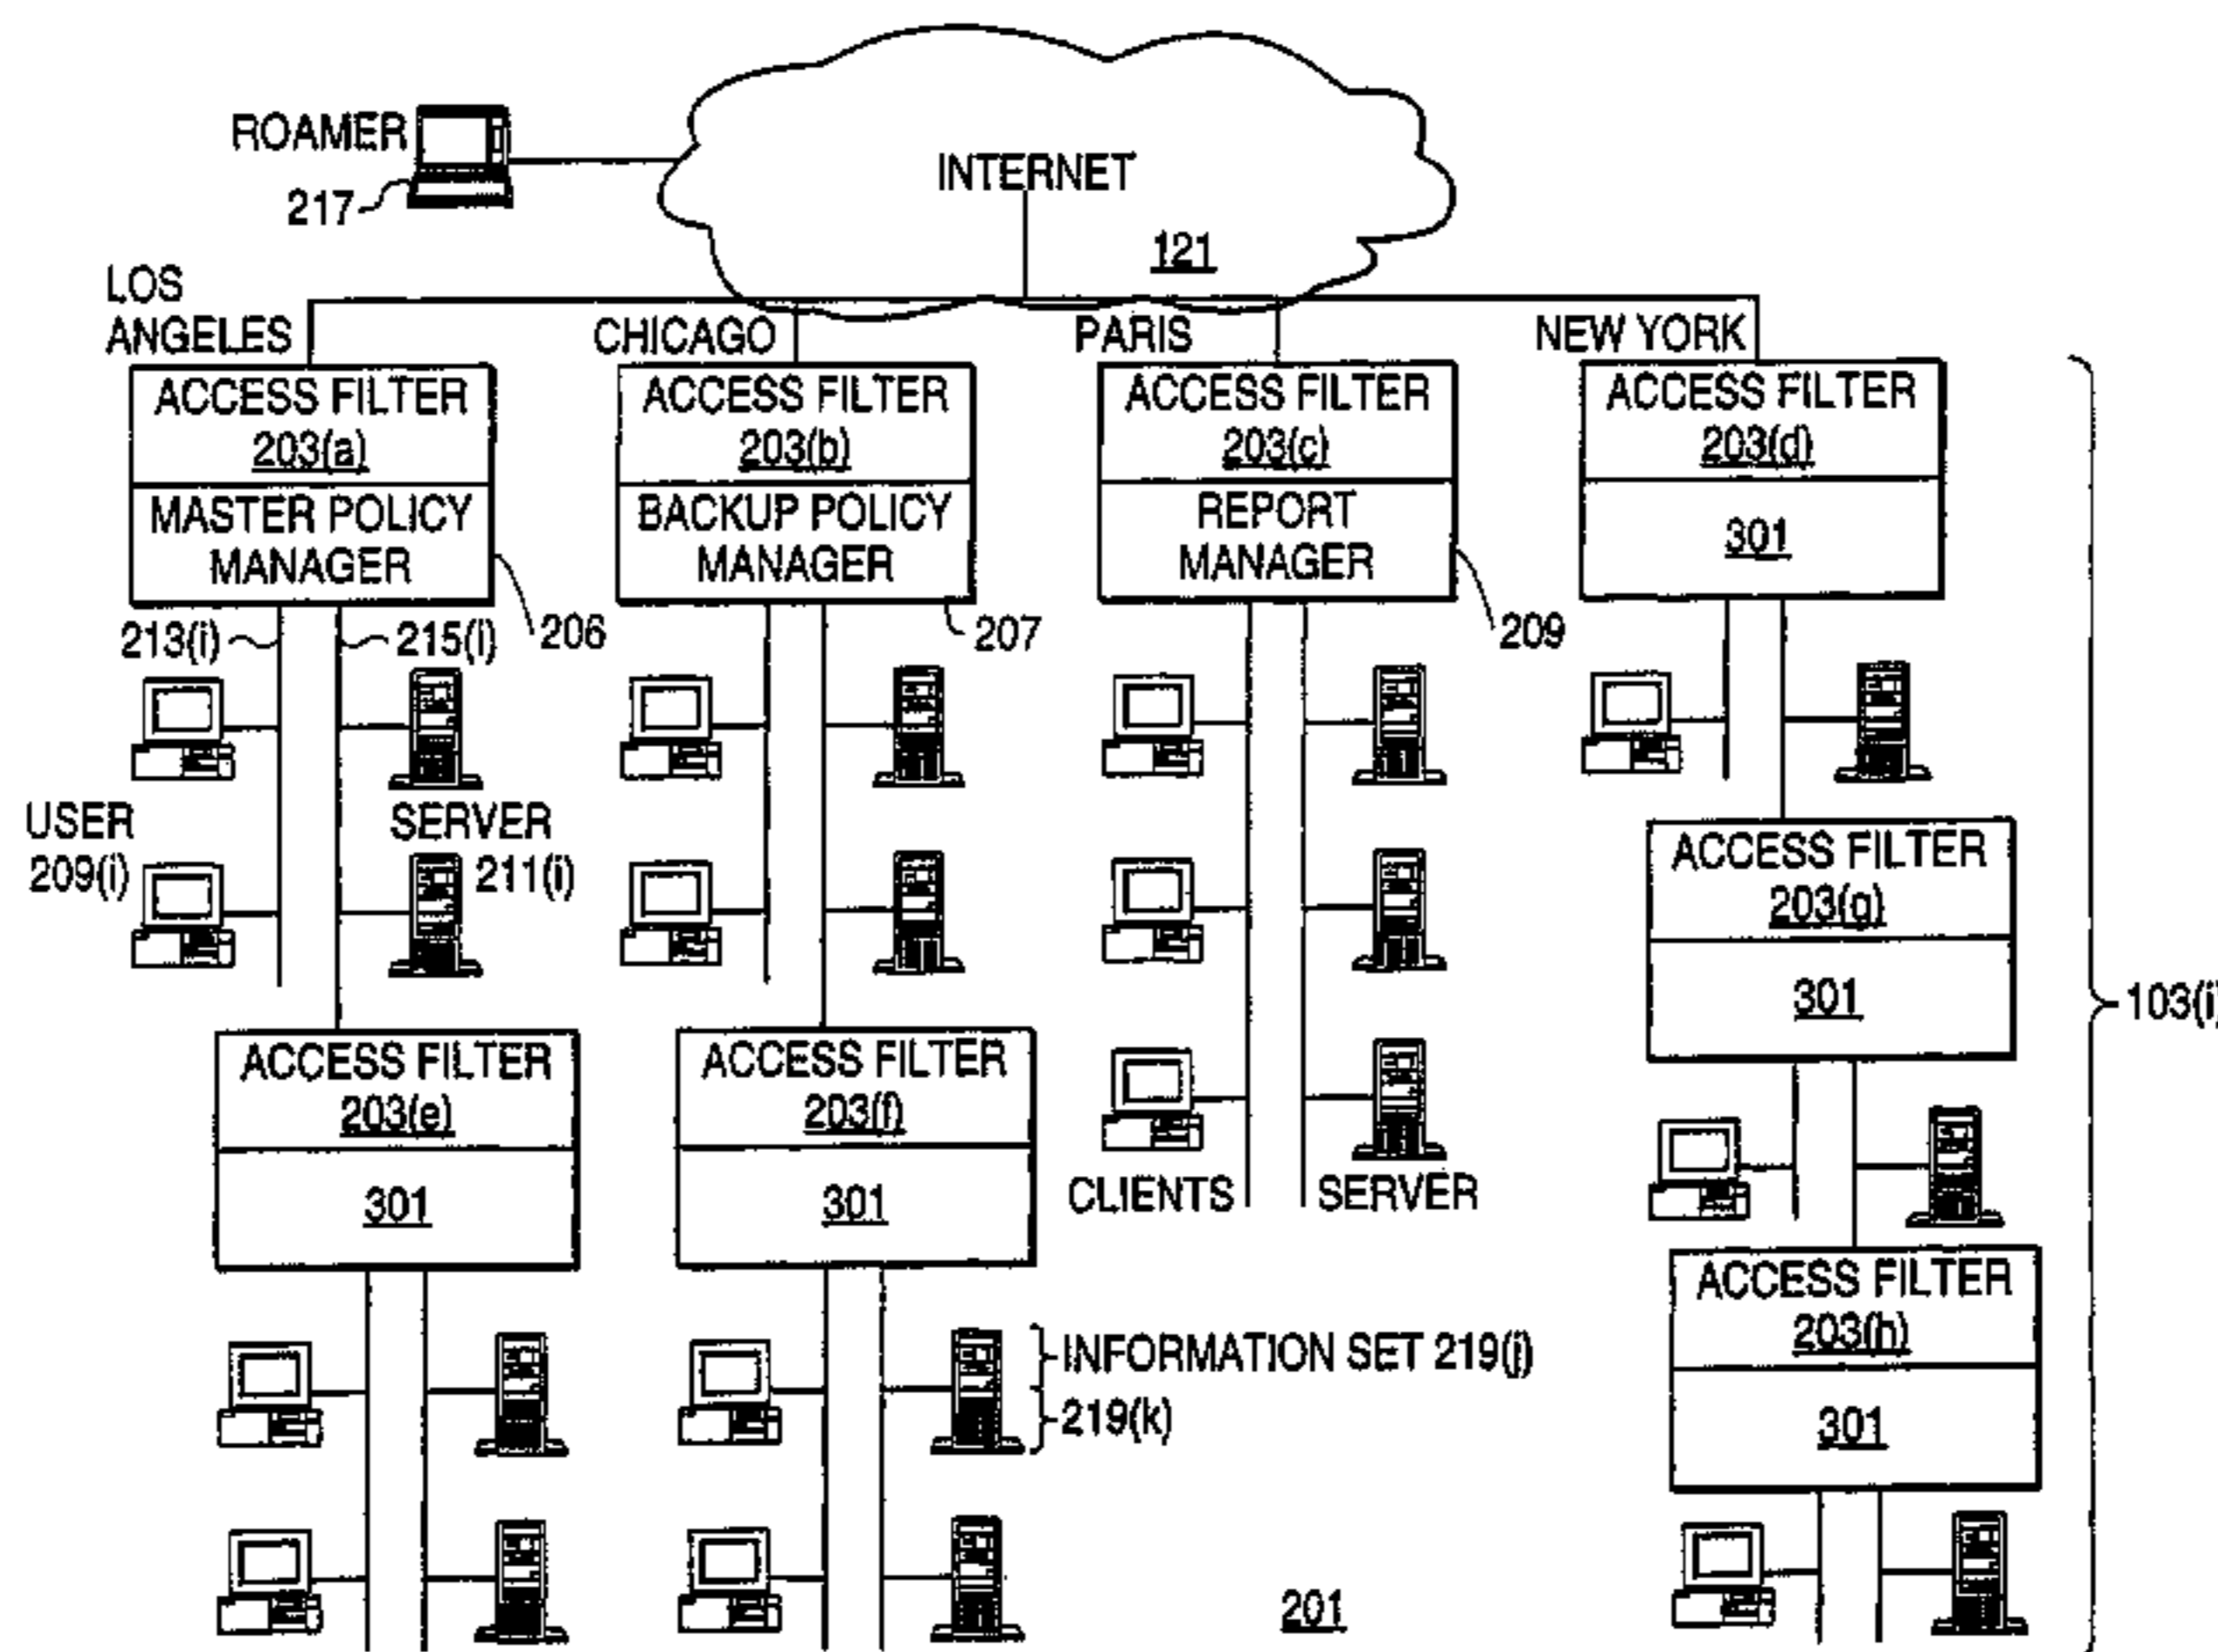 ROAMER
217
INTERNET
121
LOS
ANGELES
CHICAGO
PARIS
NEW YORK
ACCESS FILTER
203(a)
MASTER POLICY
MANAGER
206
ACCESS FILTER
203(b)
BACKUP POLICY
MANAGER
207
ACCESS FILTER
203(c)
REPORT
MANAGER
209
ACCESS FILTER
203(d)
301
213(i)
215(i)
USER
209(i)
SERVER
211(i)
ACCESS FILTER
203(g)
301
103(i)
ACCESS FILTER
203(e)
301
ACCESS FILTER
203(f)
301
CLIENTS
SERVER
ACCESS FILTER
203(h)
301
INFORMATION SET 219(j)
219(k)
201